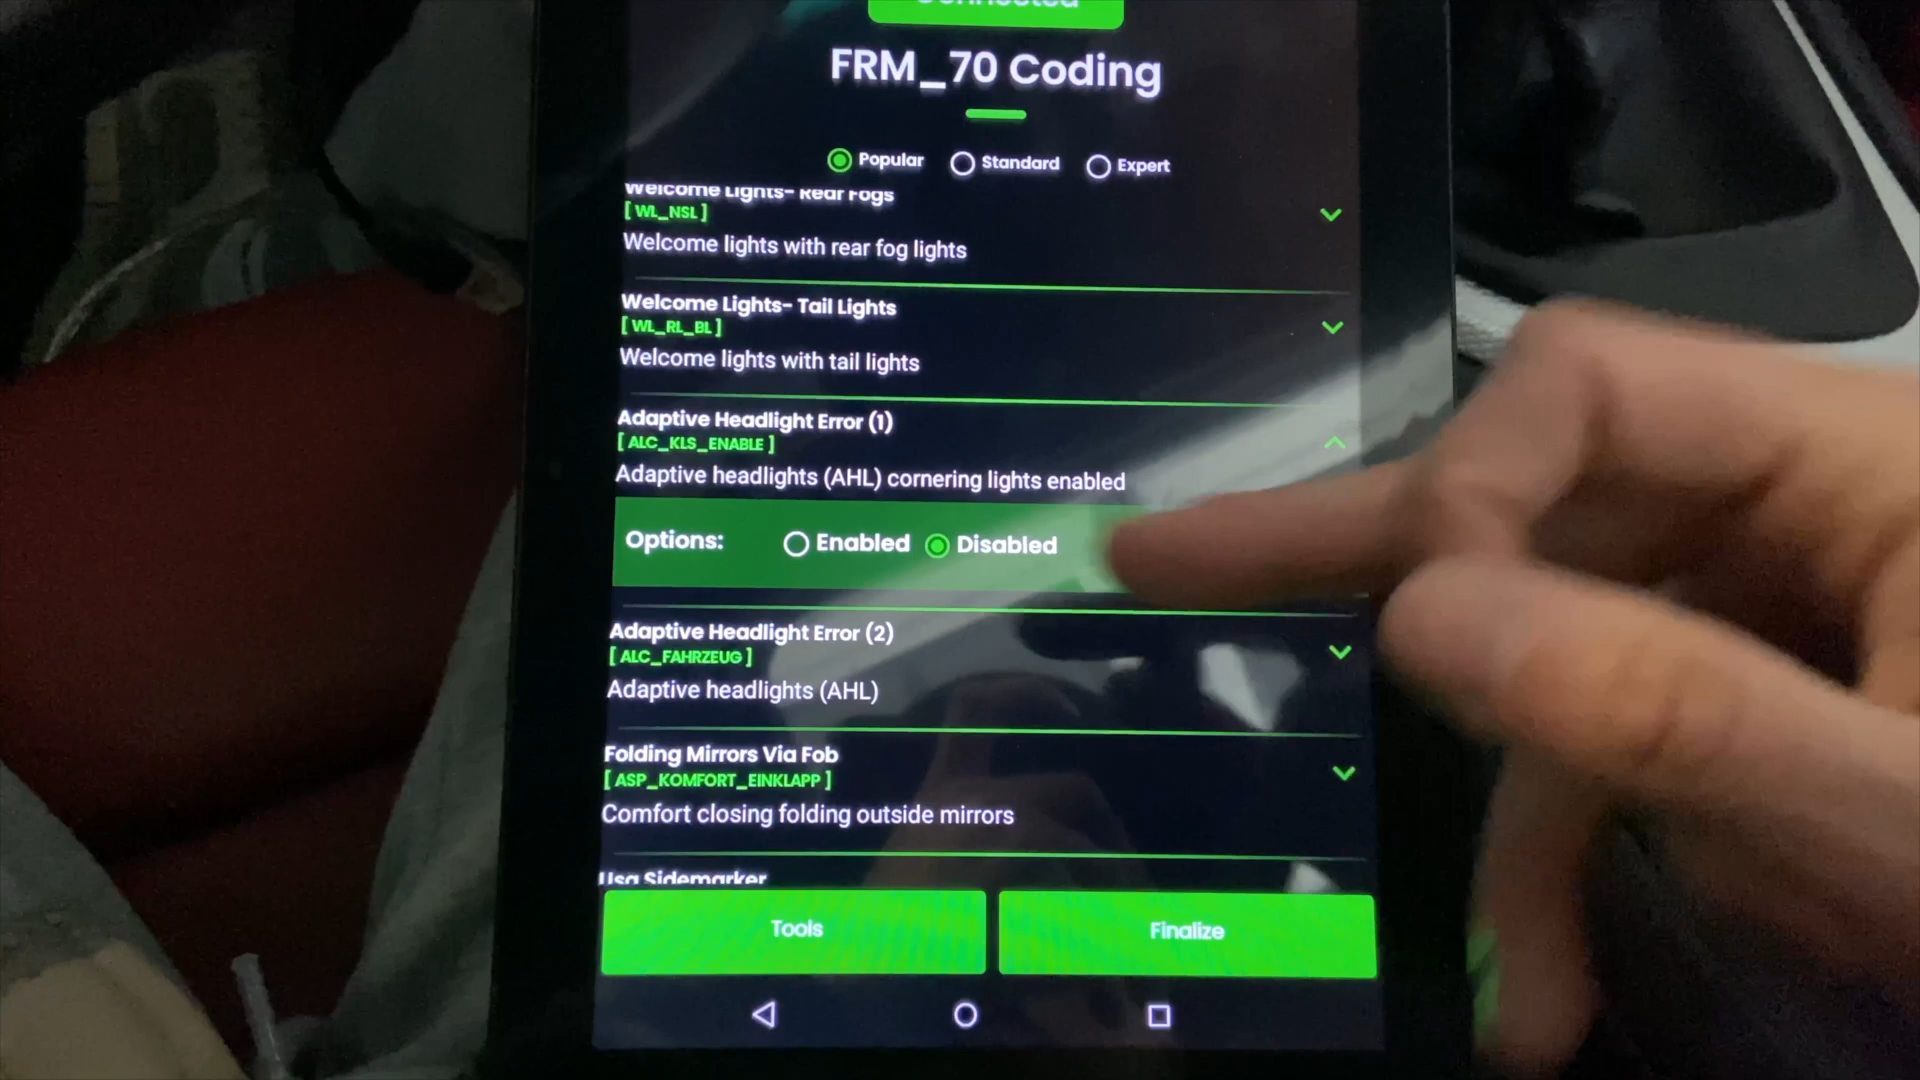 Connected
FRM_70 Coding
Popular Standard Expert
Welcome Lights- Rear Fogs
[ WL_NSL ]
Welcome lights with rear fog lights
Welcome Lights- Tail Lights
[ WL_RL_BL ]
Welcome lights with tail lights
Adaptive Headlight Error (1)
[ ALC_KLS_ENABLE ]
Adaptive headlights (AHL) cornering lights enabled
Options: Enabled Disabled
Adaptive Headlight Error (2)
[ ALC_FAHRZEUG ]
Adaptive headlights (AHL)
Folding Mirrors Via Fob
[ ASP_KOMFORT_EINKLAPP ]
Comfort closing folding outside mirrors
Usa Sidemarker
Tools Finalize